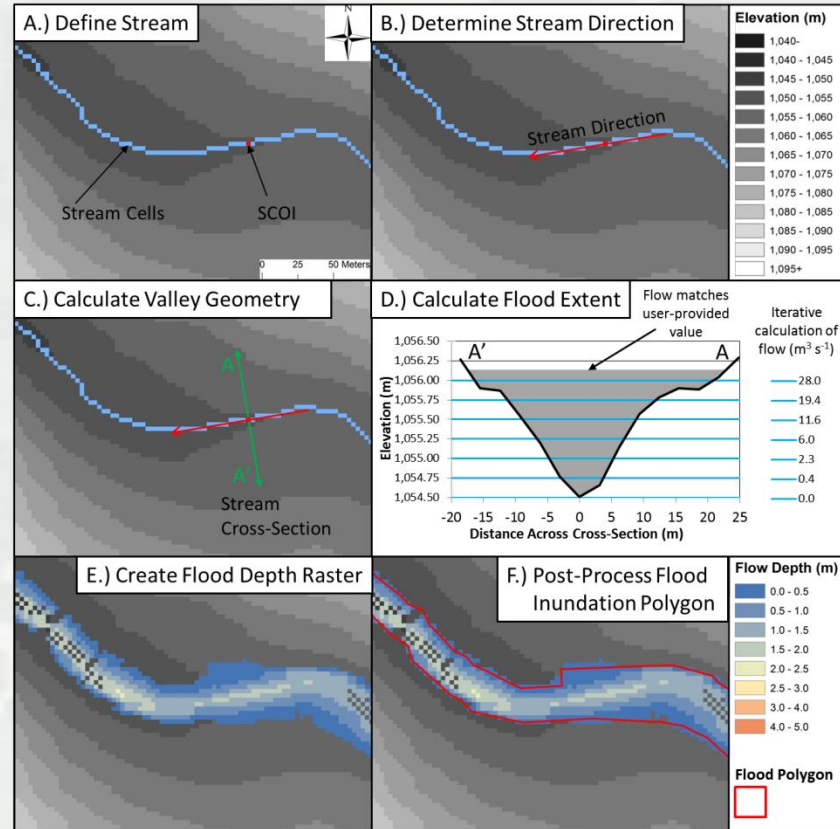 A.) Define Stream
Stream Cells
SCOI
0 25 50 Meters
B.) Determine Stream Direction
Stream Direction
Elevation (m)
1,040-
1,040 - 1,045
1,045 - 1,050
1,050 - 1,055
1,055 - 1,060
1,060 - 1,065
1,065 - 1,070
1,070 - 1,075
1,075 - 1,080
1,080 - 1,085
1,085 - 1,090
1,090 - 1,095
1,095+
C.) Calculate Valley Geometry
A
A'
Stream
Cross-Section
D.) Calculate Flood Extent
Flow matches
user-provided
value
A'
A
Elevation (m)
1,056.50
1,056.25
1,056.00
1,055.75
1,055.50
1,055.25
1,055.00
1,054.75
1,054.50
-20 -15 -10 -5 0 5 10 15 20 25
Distance Across Cross-Section (m)
Iterative
calculation of
flow (m³ s⁻¹)
28.0
19.4
11.6
6.0
2.3
0.4
0.0
E.) Create Flood Depth Raster
F.) Post-Process Flood
Inundation Polygon
Flow Depth (m)
0.0 - 0.5
0.5 - 1.0
1.0 - 1.5
1.5 - 2.0
2.0 - 2.5
2.5 - 3.0
3.0 - 4.0
4.0 - 5.0
Flood Polygon